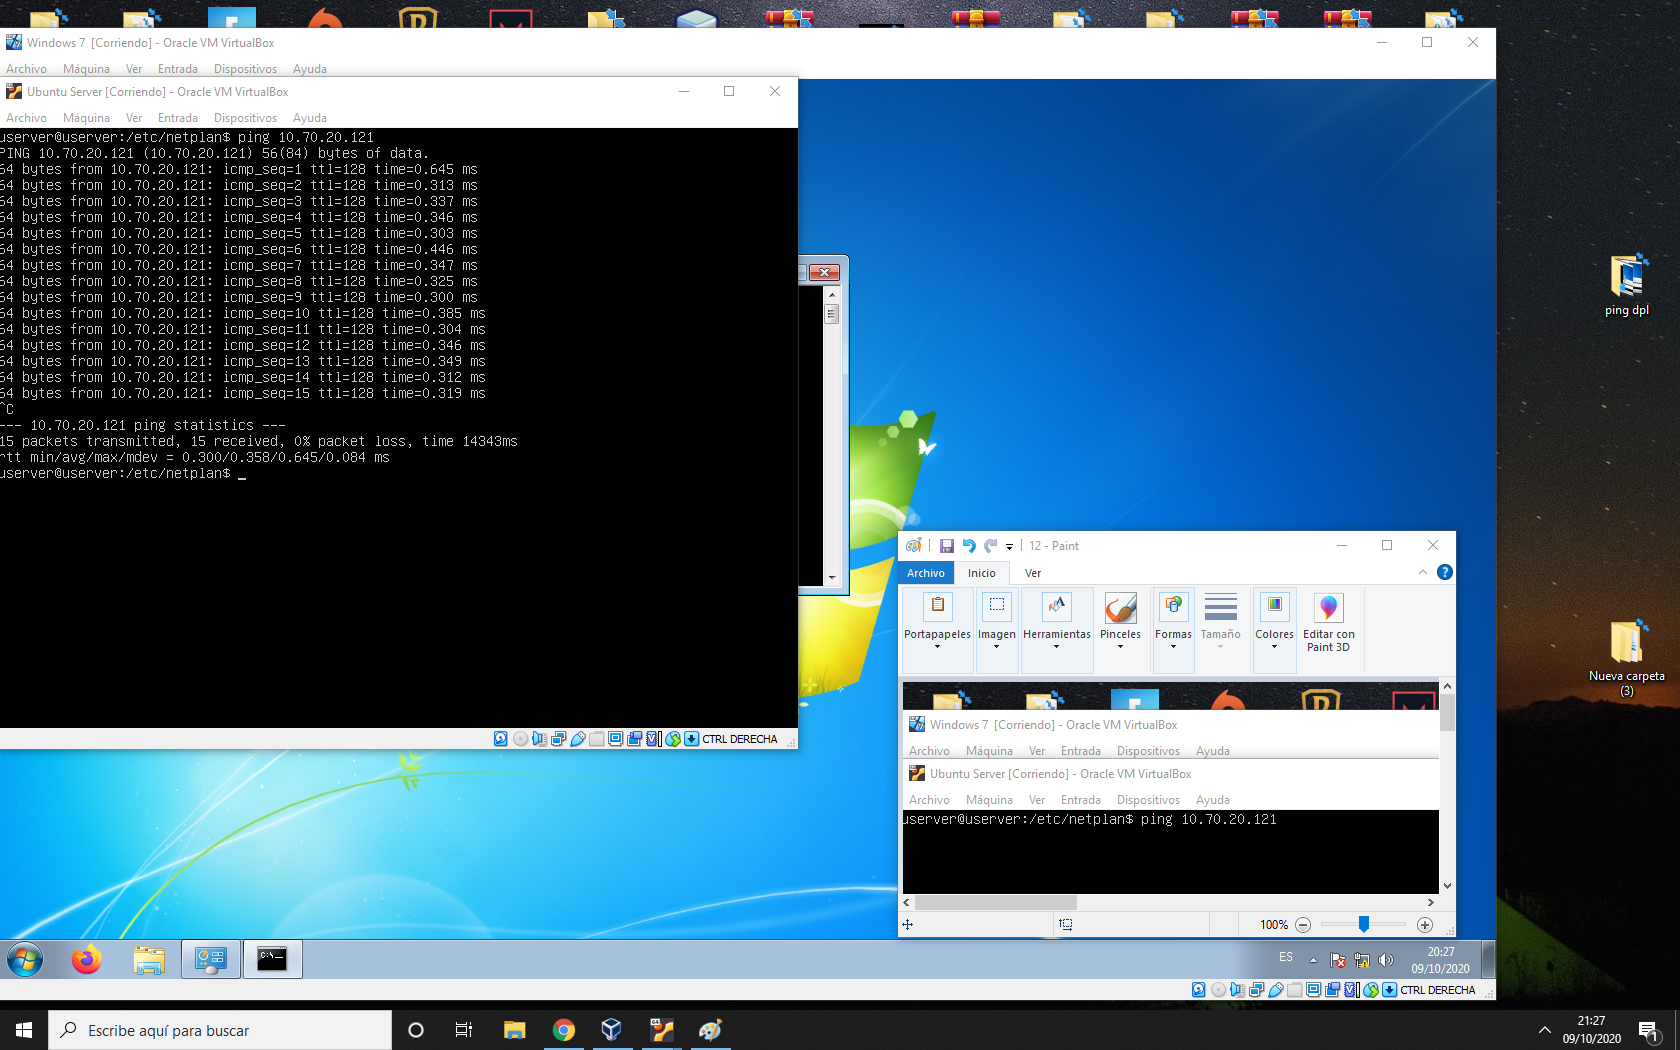 Windows 7 [Corriendo] - Oracle VM VirtualBox
Archivo Máquina Ver Entrada Dispositivos Ayuda
Ubuntu Server [Corriendo] - Oracle VM VirtualBox
Archivo Máquina Ver Entrada Dispositivos Ayuda
userver@userver:/etc/netplan$ ping 10.70.20.121
PING 10.70.20.121 (10.70.20.121) 56(84) bytes of data.
64 bytes from 10.70.20.121: icmp_seq=1 ttl=128 time=0.645 ms
64 bytes from 10.70.20.121: icmp_seq=2 ttl=128 time=0.313 ms
64 bytes from 10.70.20.121: icmp_seq=3 ttl=128 time=0.337 ms
64 bytes from 10.70.20.121: icmp_seq=4 ttl=128 time=0.346 ms
64 bytes from 10.70.20.121: icmp_seq=5 ttl=128 time=0.303 ms
64 bytes from 10.70.20.121: icmp_seq=6 ttl=128 time=0.446 ms
64 bytes from 10.70.20.121: icmp_seq=7 ttl=128 time=0.347 ms
64 bytes from 10.70.20.121: icmp_seq=8 ttl=128 time=0.325 ms
64 bytes from 10.70.20.121: icmp_seq=9 ttl=128 time=0.300 ms
64 bytes from 10.70.20.121: icmp_seq=10 ttl=128 time=0.385 ms
64 bytes from 10.70.20.121: icmp_seq=11 ttl=128 time=0.304 ms
64 bytes from 10.70.20.121: icmp_seq=12 ttl=128 time=0.346 ms
64 bytes from 10.70.20.121: icmp_seq=13 ttl=128 time=0.349 ms
64 bytes from 10.70.20.121: icmp_seq=14 ttl=128 time=0.312 ms
64 bytes from 10.70.20.121: icmp_seq=15 ttl=128 time=0.319 ms
^C
--- 10.70.20.121 ping statistics ---
15 packets transmitted, 15 received, 0% packet loss, time 14343ms
rtt min/avg/max/mdev = 0.300/0.358/0.645/0.084 ms
userver@userver:/etc/netplan$ _
CTRL DERECHA
ping dpl
Nueva carpeta
(3)
12 - Paint
Archivo Inicio Ver
Portapapeles Imagen Herramientas Pinceles Formas Tamaño Colores Editar con
Paint 3D
Windows 7 [Corriendo] - Oracle VM VirtualBox
Archivo Máquina Ver Entrada Dispositivos Ayuda
Ubuntu Server [Corriendo] - Oracle VM VirtualBox
Archivo Máquina Ver Entrada Dispositivos Ayuda
userver@userver:/etc/netplan$ ping 10.70.20.121
100%
ES
20:27
09/10/2020
CTRL DERECHA
Escribe aquí para buscar
21:27
09/10/2020
1